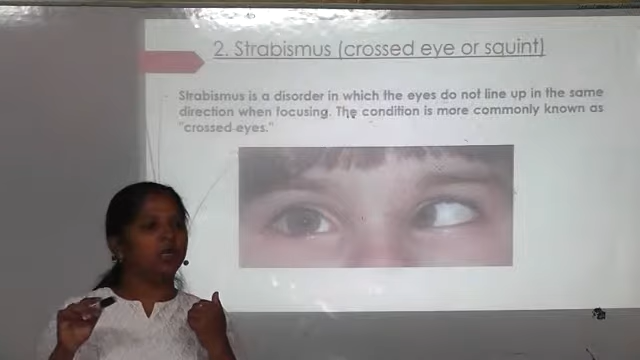 2. Strabismus (crossed eye or squint)
Strabismus is a disorder in which the eyes do not line up in the same
direction when focusing. The condition is more commonly known as
"crossed eyes."